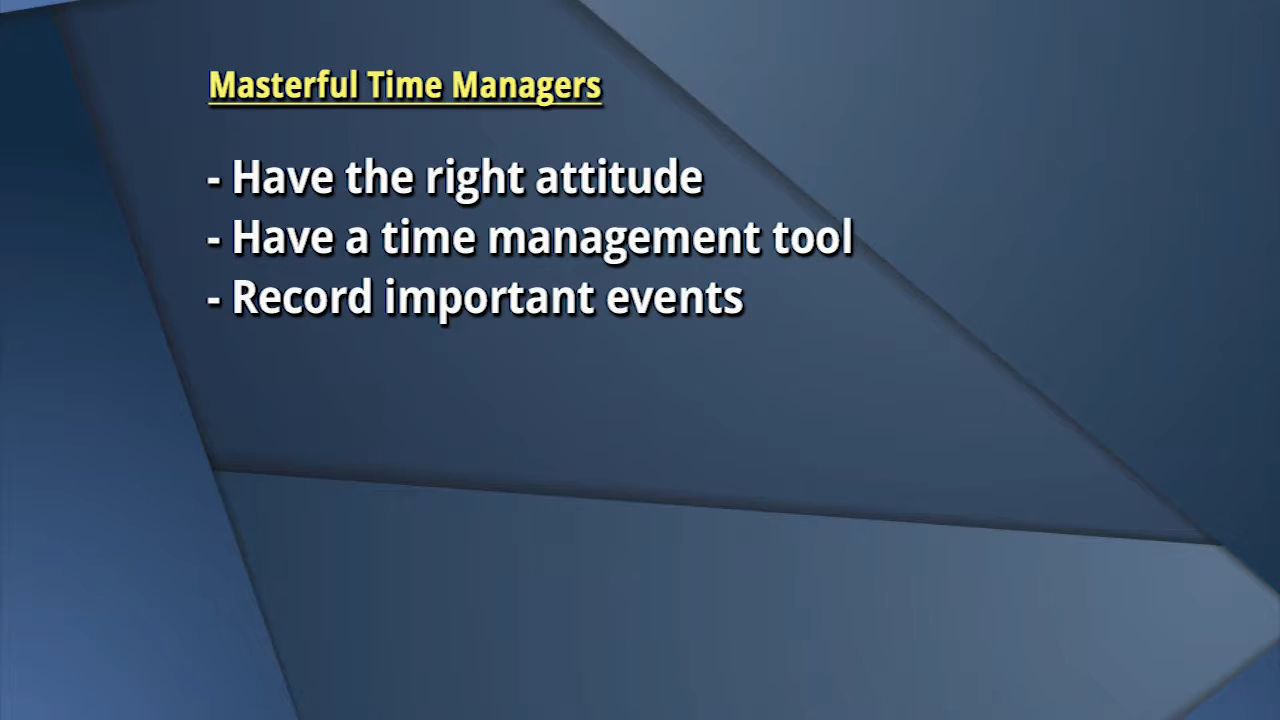 Masterful Time Managers
- Have the right attitude
- Have a time management tool
- Record important events